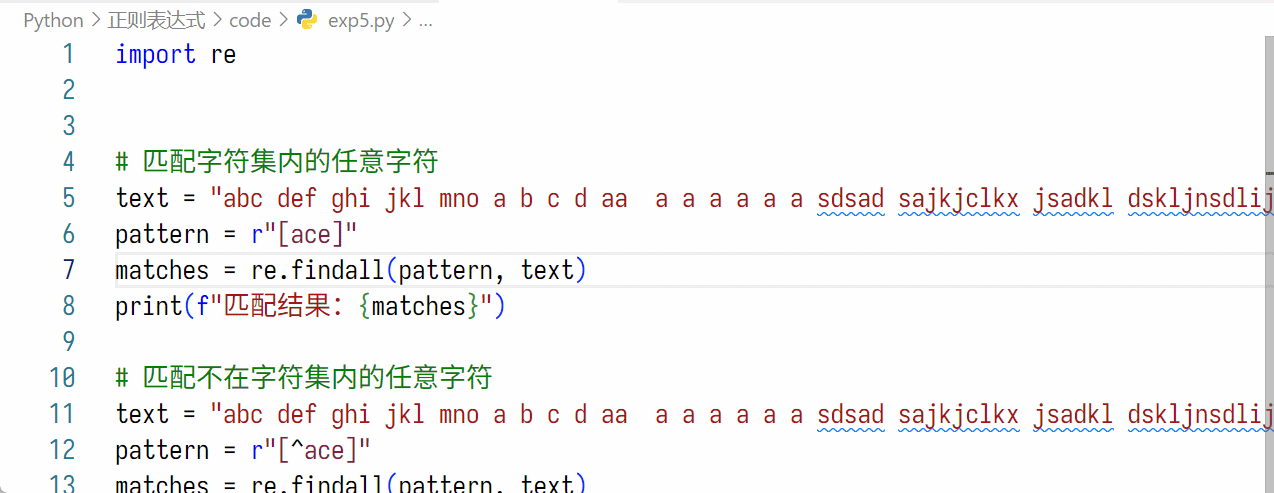 Python > 正则表达式 > code > exp5.py > ...
1 import re
2
3
4 # 匹配字符集内的任意字符
5 text = "abc def ghi jkl mno a b c d aa  a a a a a a sdsad sajkjclkx jsadkl dskljnsdlij
6 pattern = r"[ace]"
7 matches = re.findall(pattern, text)
8 print(f"匹配结果: {matches}")
9
10 # 匹配不在字符集内的任意字符
11 text = "abc def ghi jkl mno a b c d aa  a a a a a a sdsad sajkjclkx jsadkl dskljnsdlij
12 pattern = r"[^ace]"
13 matches = re.findall(pattern, text)